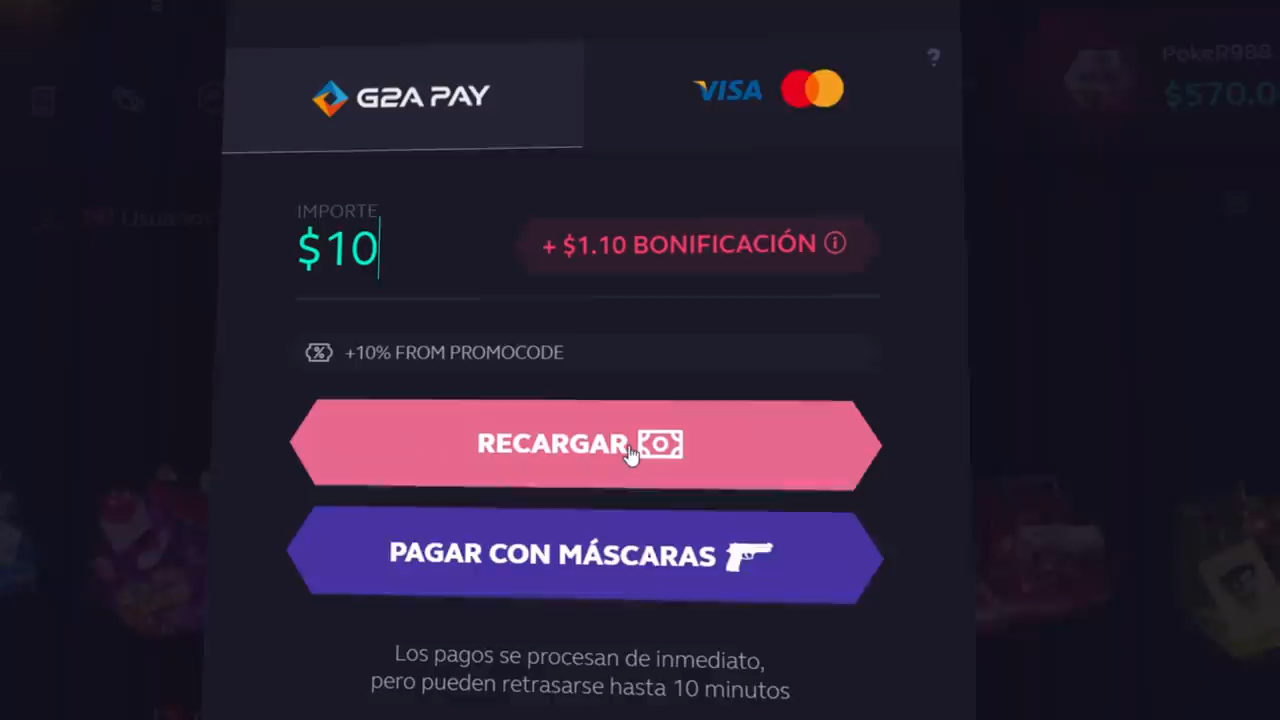 G2A PAY
VISA
?
PokeR988
IMPORTE
$10
+ $1.10 BONIFICACIÓN
+10% FROM PROMOCODE
RECARGAR
PAGAR CON MÁSCARAS
Los pagos se procesan de inmediato,
pero pueden retrasarse hasta 10 minutos